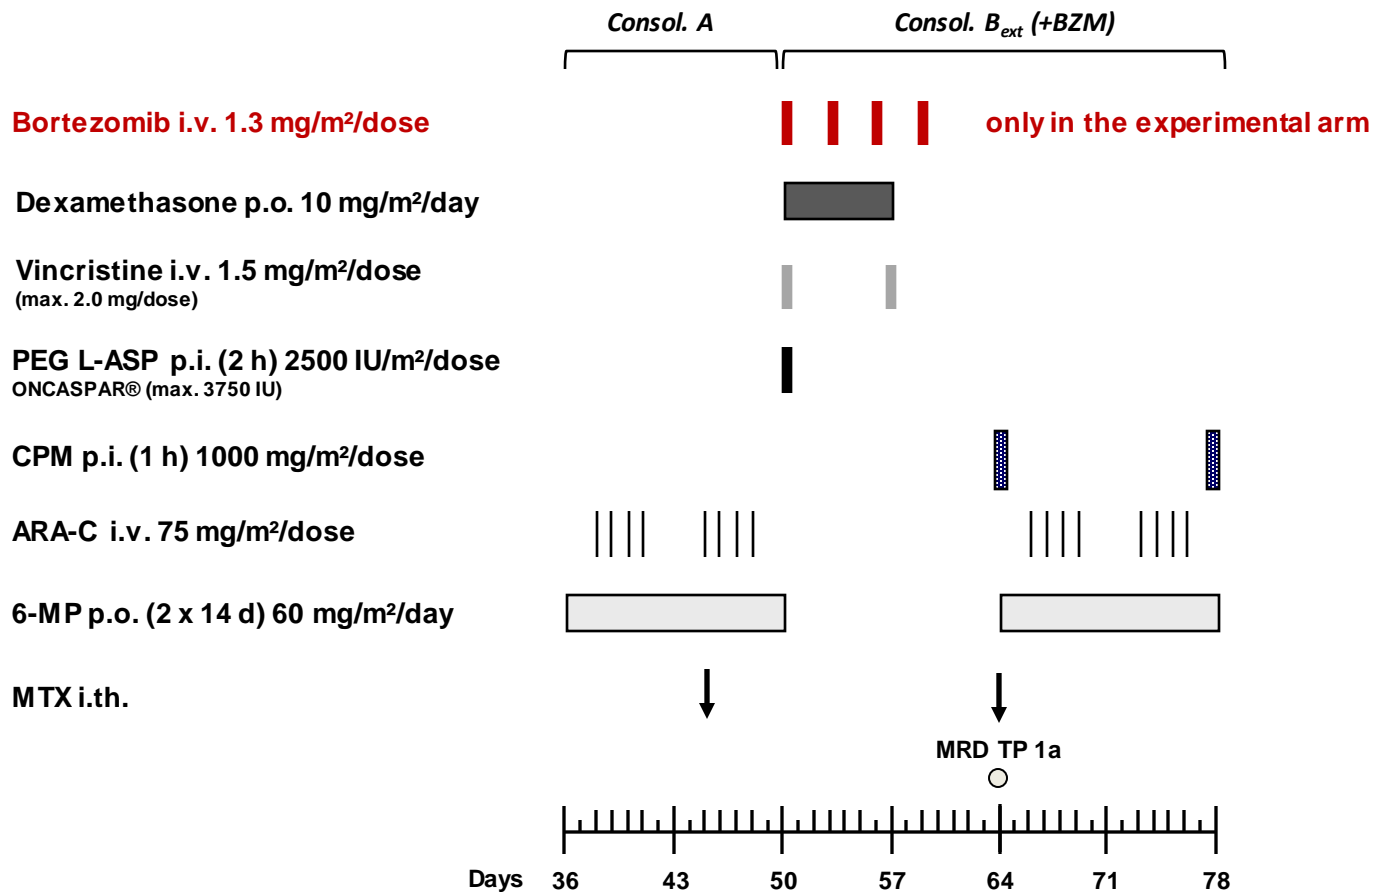 Consol. A
Consol. Bext (+BZM)
Bortezomib i.v. 1.3 mg/m²/dose
only in the experimental arm
Dexamethasone p.o. 10 mg/m²/day
Vincristine i.v. 1.5 mg/m²/dose
(max. 2.0 mg/dose)
PEG L-ASP p.i. (2 h) 2500 IU/m²/dose
ONCASPAR® (max. 3750 IU)
CPM p.i. (1 h) 1000 mg/m²/dose
ARA-C i.v. 75 mg/m²/dose
6-MP p.o. (2 x 14 d) 60 mg/m²/day
MTX i.th.
MRD TP 1a
Days 36 43 50 57 64 71 78